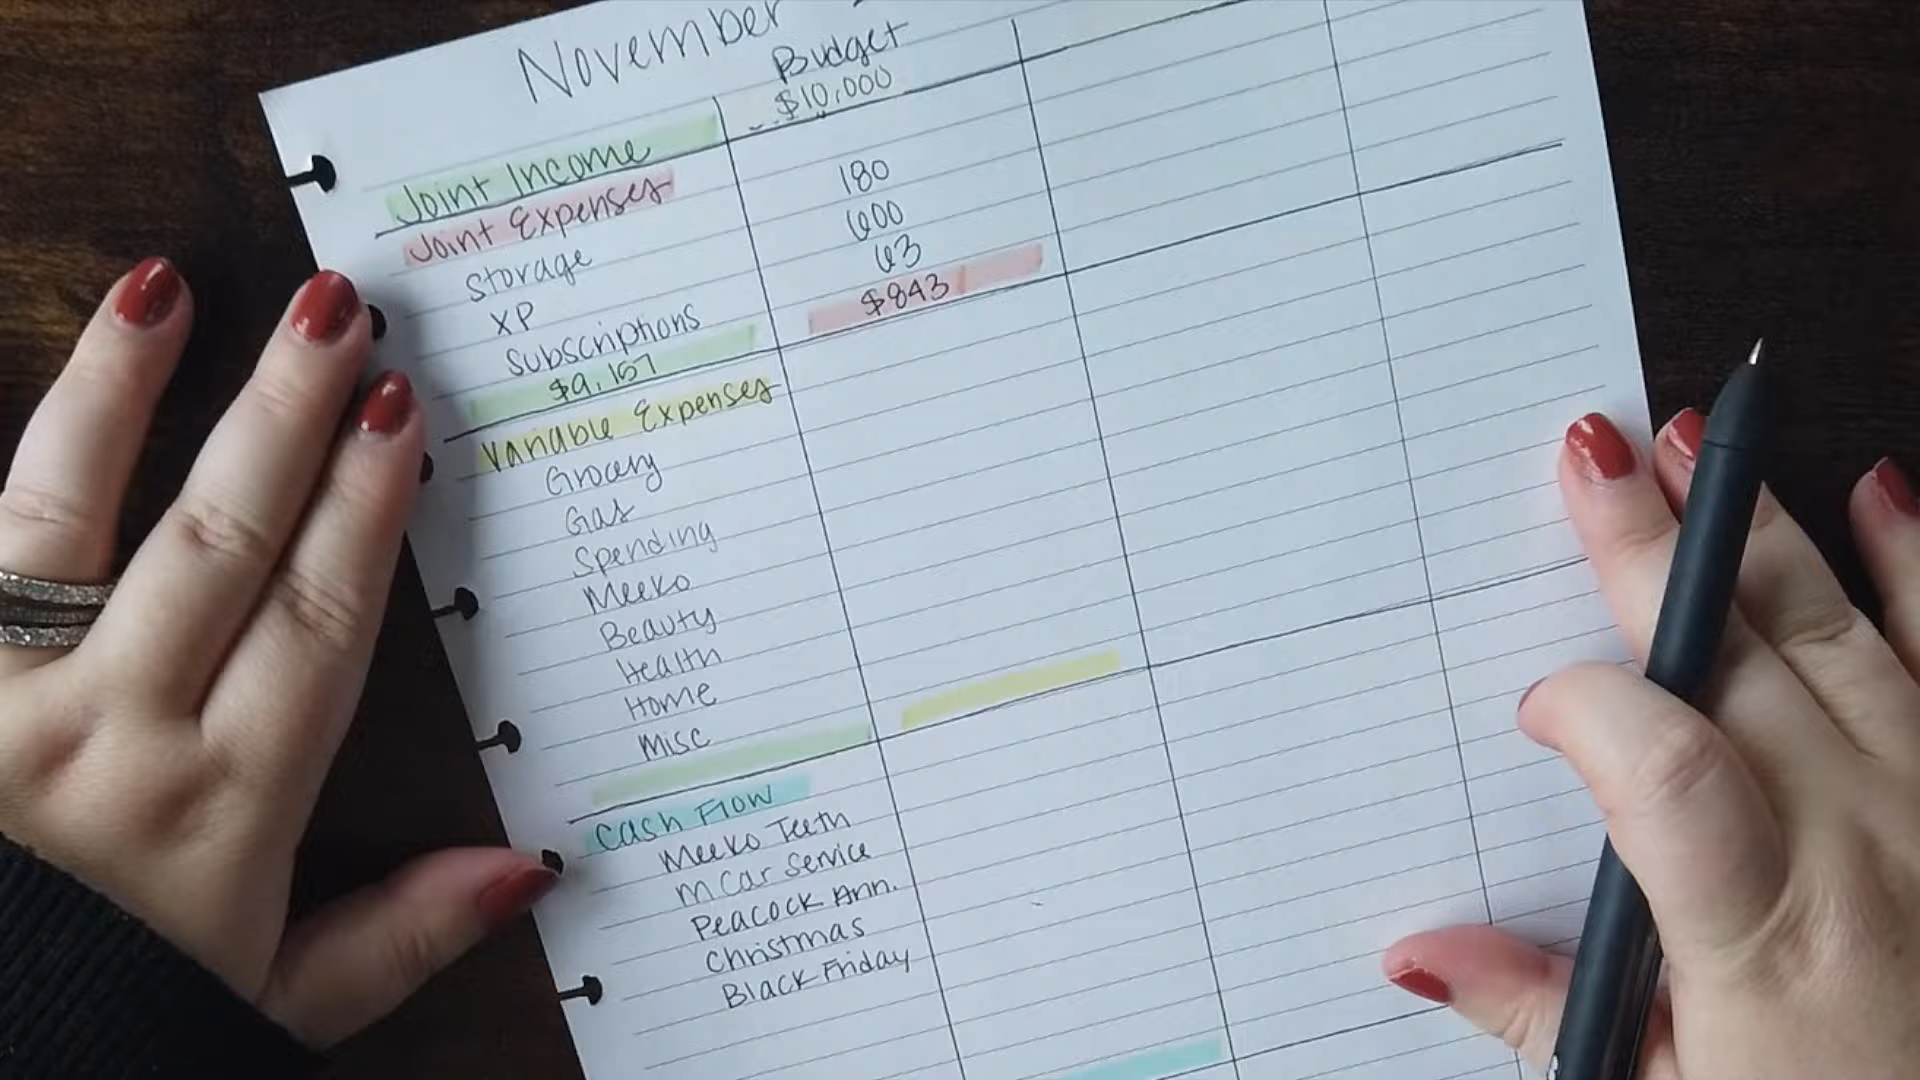 November
Budget
Joint Income $10,000
Joint Expenses
Storage 180
XP 600
Subscriptions 63
$9,157 $843
Variable Expenses
Grocery
Gas
Spending
Meeko
Beauty
Health
Home
Misc
Cash Flow
Meeko Teeth
M Car Service
Peacock Ann.
Christmas
Black Friday